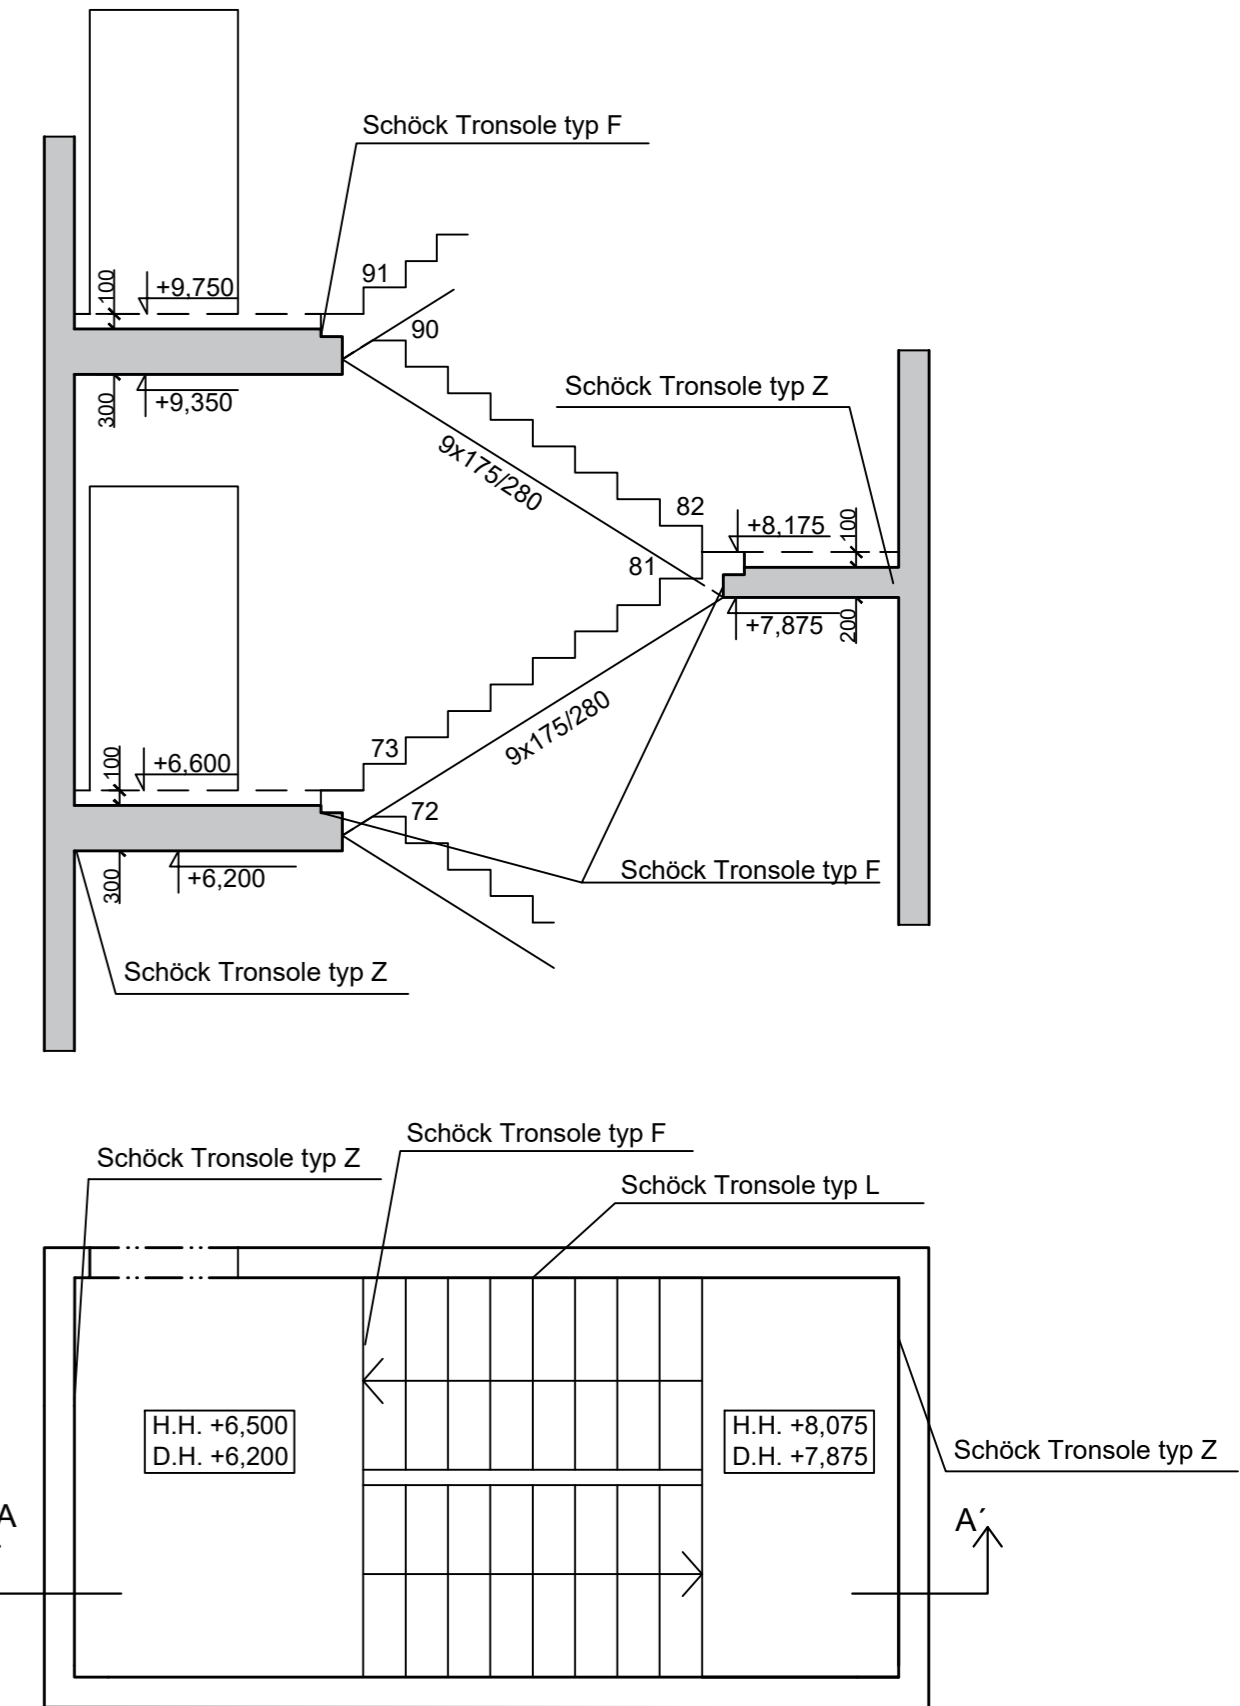 Schöck Tronsole typ F
91
100
+9,750
90
300
+9,350
Schöck Tronsole typ Z
9x175/280
82
+8,175
100
81
+7,875
200
9x175/280
73
100
+6,600
72
300
+6,200
Schöck Tronsole typ F
Schöck Tronsole typ Z
Schöck Tronsole typ F
Schöck Tronsole typ Z
Schöck Tronsole typ L
H.H. +6,500
D.H. +6,200
H.H. +8,075
D.H. +7,875
Schöck Tronsole typ Z
A
A´